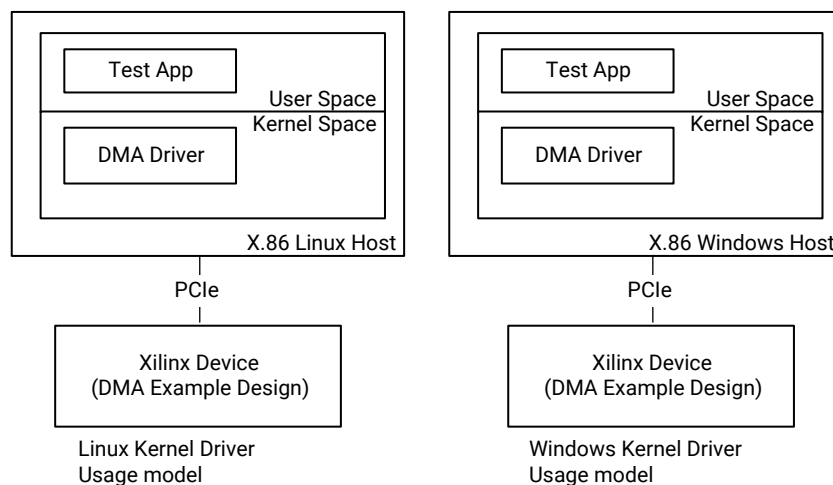 Test App
User Space
Kernel Space
DMA Driver
X.86 Linux Host
PCIe
Xilinx Device
(DMA Example Design)
Linux Kernel Driver
Usage model
Test App
User Space
Kernel Space
DMA Driver
X.86 Windows Host
PCIe
Xilinx Device
(DMA Example Design)
Windows Kernel Driver
Usage model